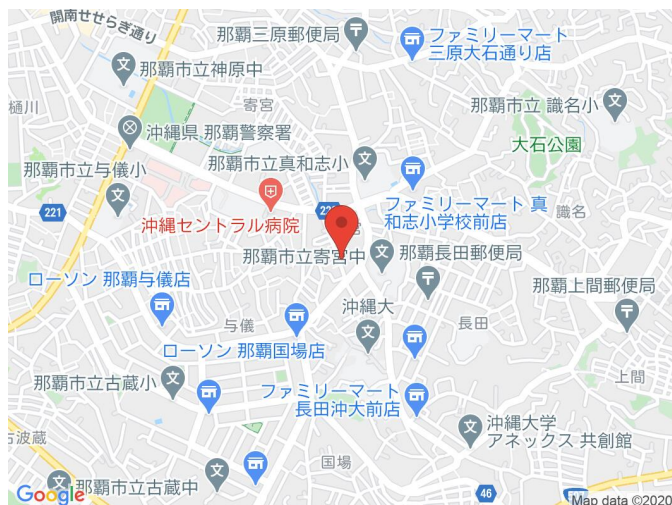 開南せせらぎ通り
那覇三原郵便局
ファミリーマート
三原大石通り店
那覇市立神原中
樋川
寄宮
那覇市立 識名小
沖縄県 那覇警察署
大石公園
那覇市立真和志小
那覇市立与儀小
ファミリーマート 真
和志小学校前店
識名
221
沖縄セントラル病院
那覇市立寄宮中
那覇長田郵便局
ローソン 那覇与儀店
那覇上間郵便局
沖縄大
与儀
長田
ローソン 那覇国場店
那覇市立古蔵小
上間
ファミリーマート
長田沖大前店
沖縄大学
アネックス 共創館
古波蔵
国場
那覇市立古蔵中
46
Google
Map data ©2020